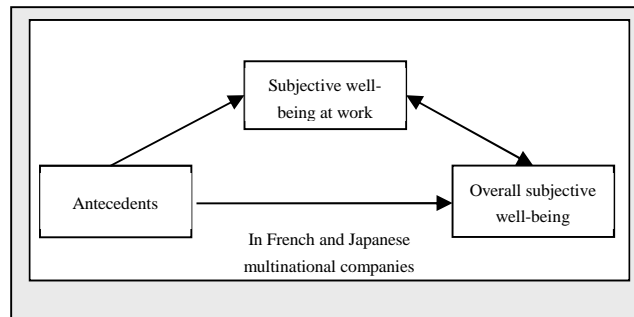 Subjective well-
being at work
Antecedents
Overall subjective
well-being
In French and Japanese
multinational companies